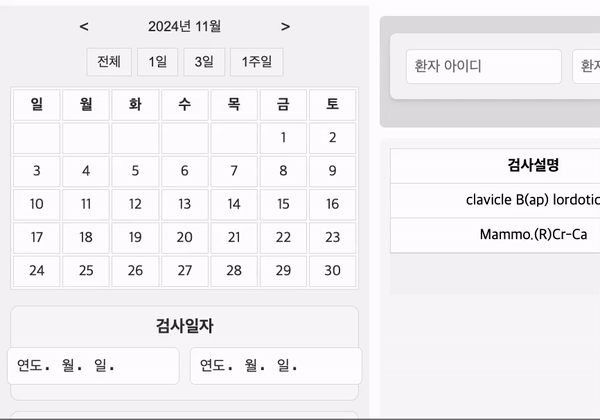 < 2024년 11월 >
전체 1일 3일 1주일
일 월 화 수 목 금 토
1 2
3 4 5 6 7 8 9
10 11 12 13 14 15 16
17 18 19 20 21 22 23
24 25 26 27 28 29 30
검사일자
연도. 월. 일. 연도. 월. 일.
환자 아이디 환자
검사설명
clavicle B(ap) lordotic
Mammo.(R)Cr-Ca